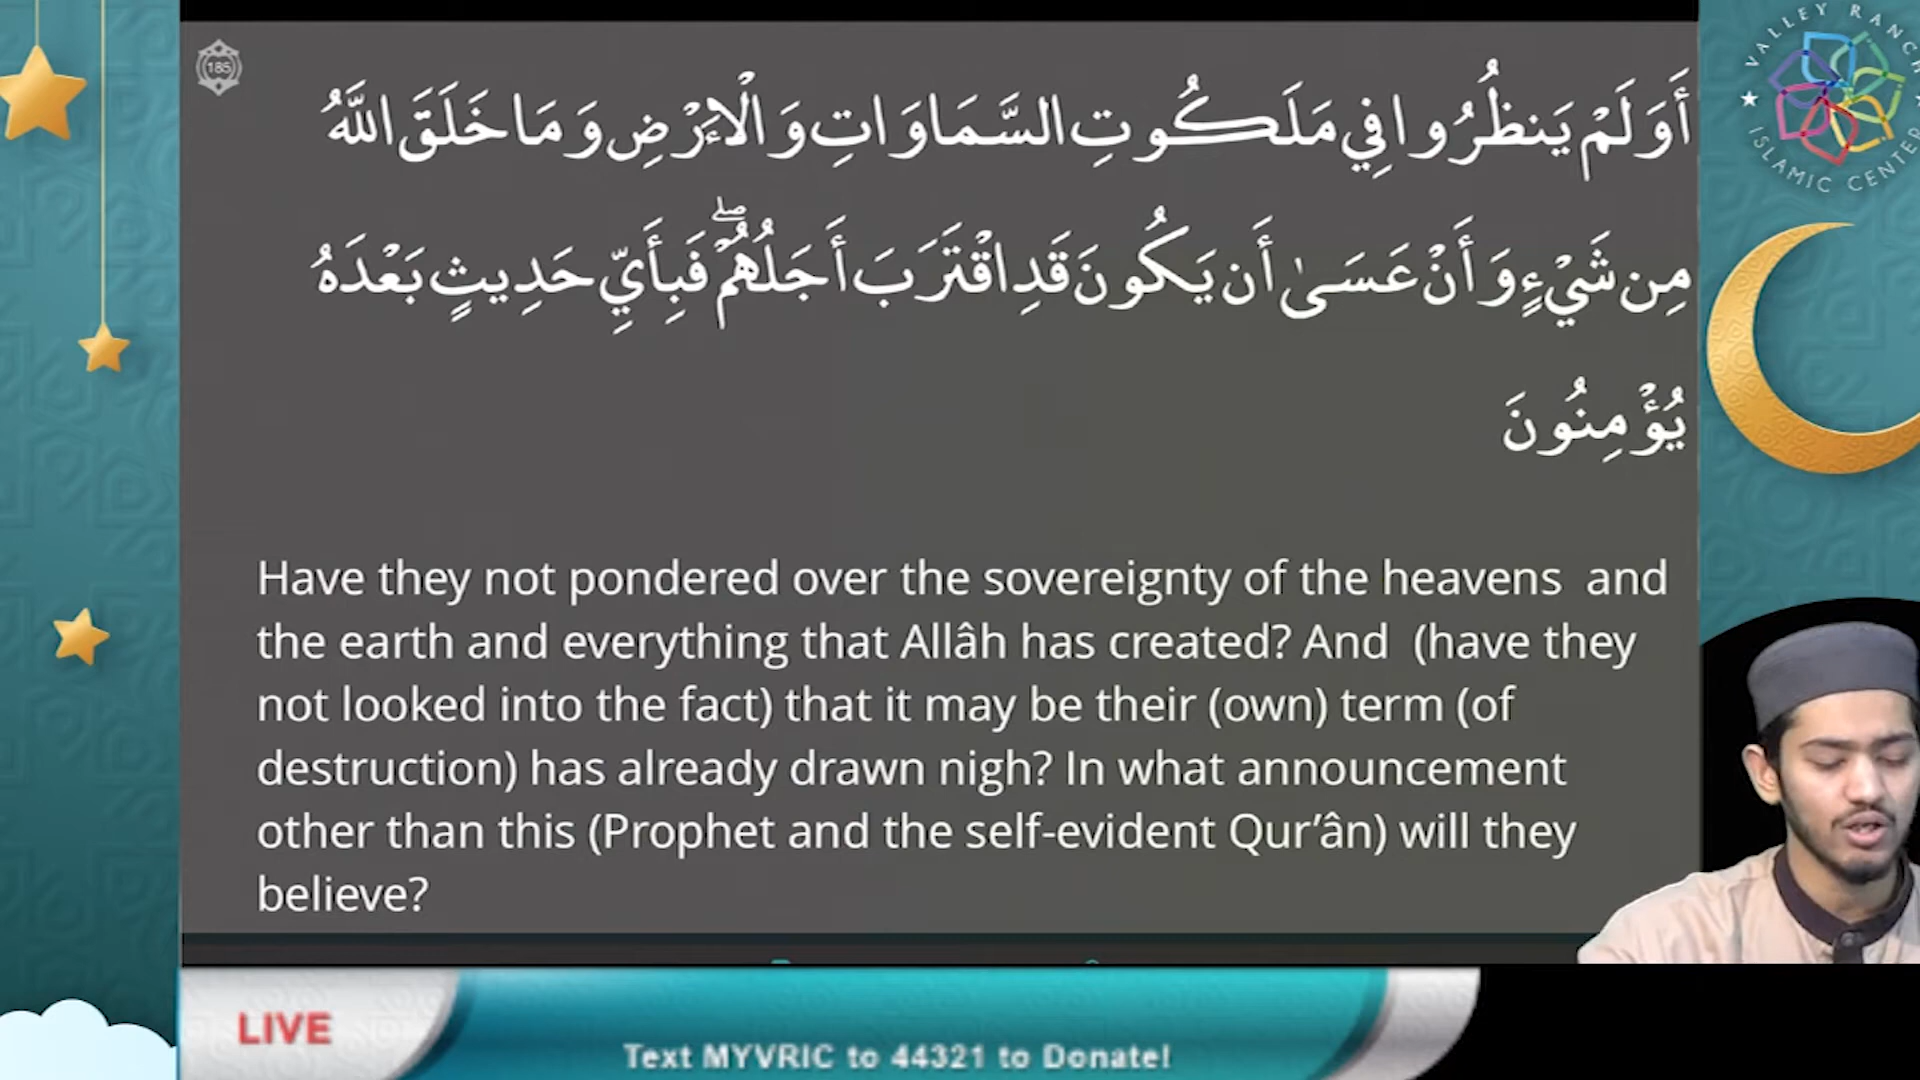 185
أَوَلَمْ يَنظُرُوا فِي مَلَكُوتِ السَّمَاوَاتِ وَالْأَرْضِ وَمَا خَلَقَ اللَّهُ
مِن شَيْءٍ وَأَنْ عَسَىٰ أَن يَكُونَ قَدِ اقْتَرَبَ أَجَلُهُمْ ۖ فَبِأَيِّ حَدِيثٍ بَعْدَهُ
يُؤْمِنُونَ
Have they not pondered over the sovereignty of the heavens and
the earth and everything that Allâh has created? And (have they
not looked into the fact) that it may be their (own) term (of
destruction) has already drawn nigh? In what announcement
other than this (Prophet and the self-evident Qur’ân) will they
believe?
VALLEY RANCH
ISLAMIC CENTER
LIVE
Text MYVRIC to 44321 to Donate!